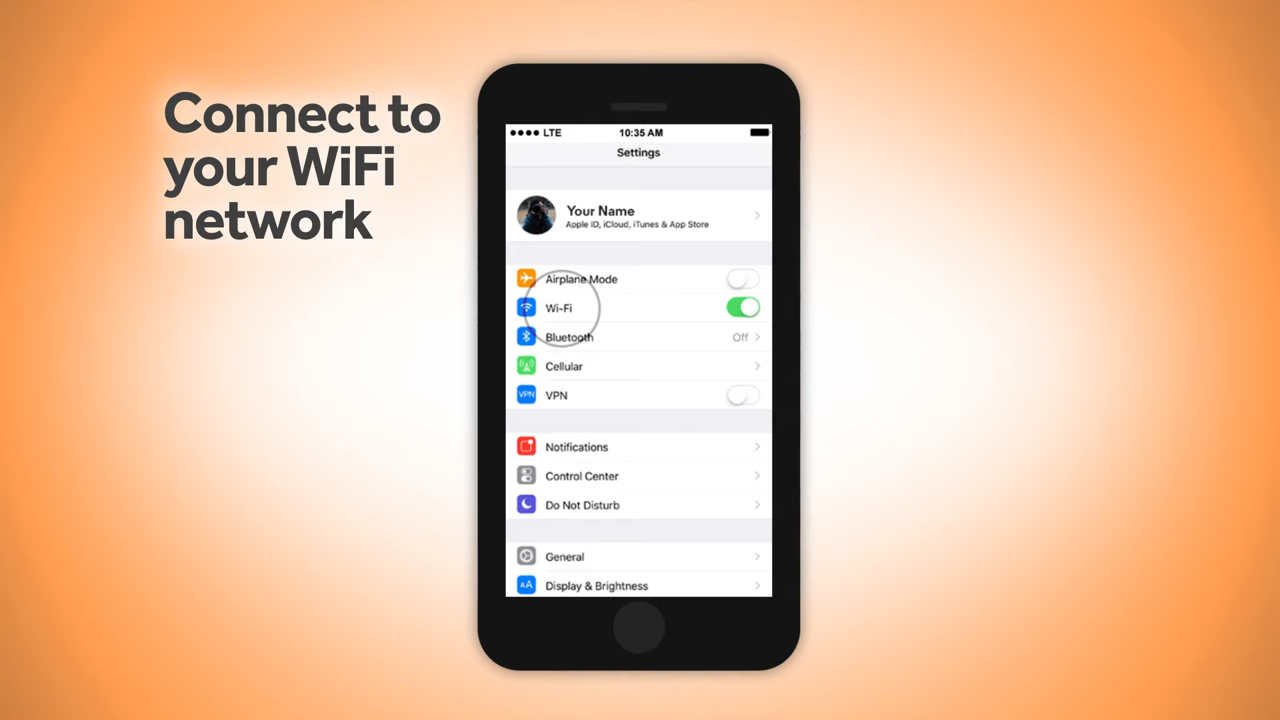 Connect to
your WiFi
network
LTE
10:35 AM
Settings
Your Name
Apple ID, iCloud, iTunes & App Store
Airplane Mode
Wi-Fi
Bluetooth
Off
Cellular
VPN
VPN
Notifications
Control Center
Do Not Disturb
General
AA
Display & Brightness